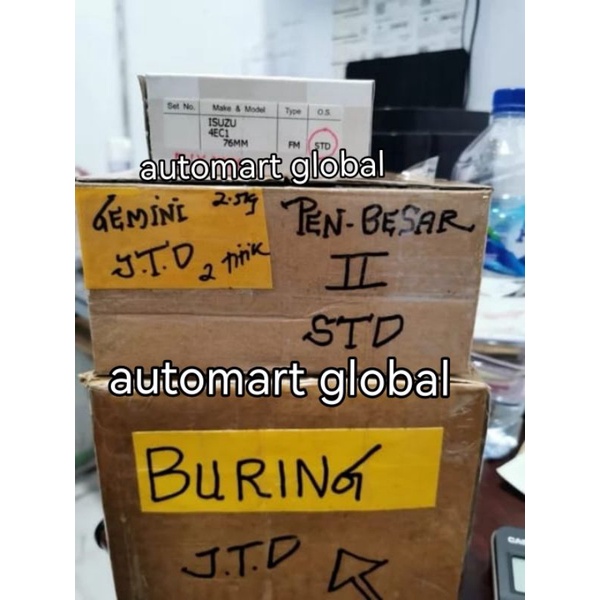 Set No. Make & Model Type O.S
ISUZU
4EC1
76MM FM STD
automart global
GEMINI 2.5kg
J.T.D 2 TITIK
PEN-BESAR
II
STD
automart global
BURING
J.T.D